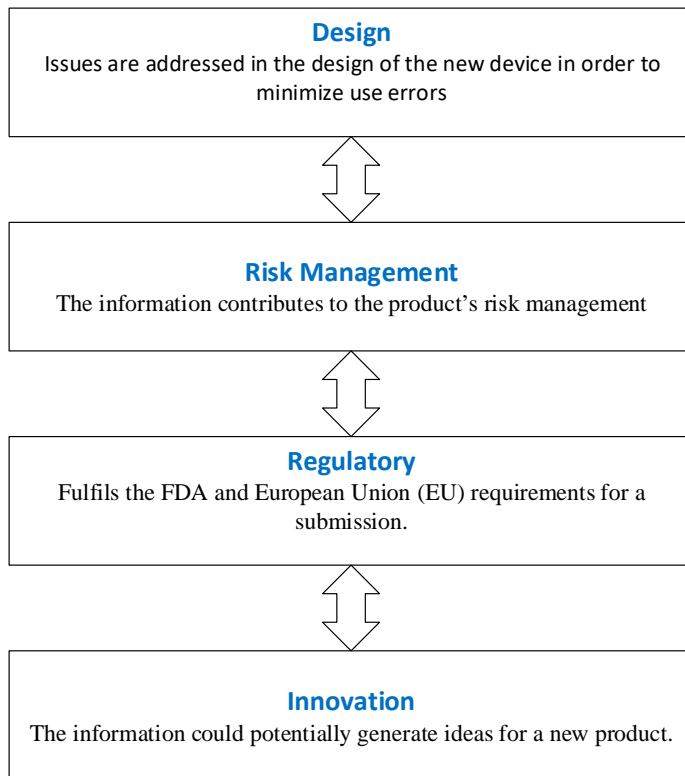 Design
Issues are addressed in the design of the new device in order to
minimize use errors
Risk Management
The information contributes to the product's risk management
Regulatory
Fulfils the FDA and European Union (EU) requirements for a
submission.
Innovation
The information could potentially generate ideas for a new product.